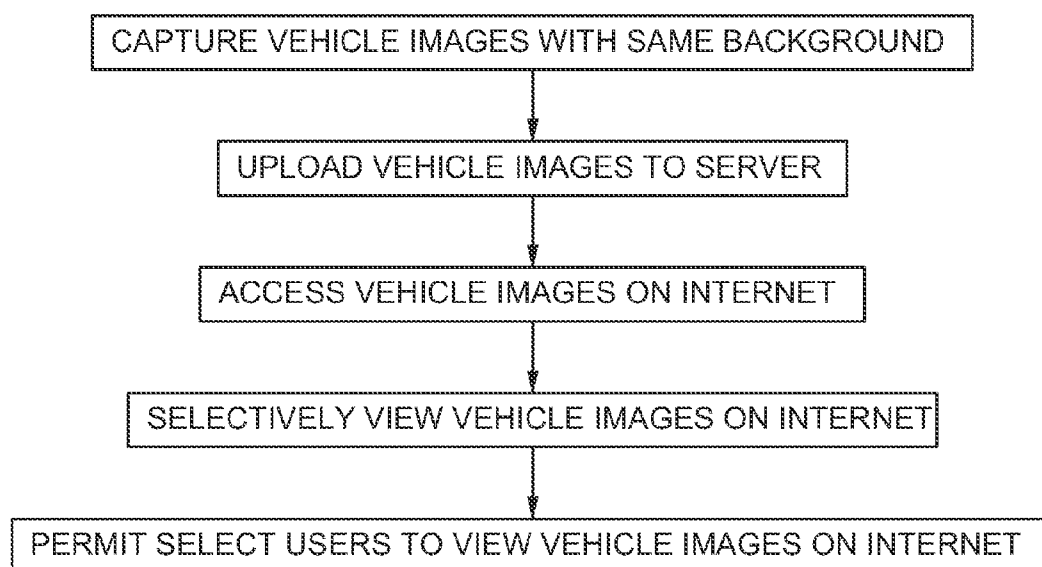 CAPTURE VEHICLE IMAGES WITH SAME BACKGROUND
UPLOAD VEHICLE IMAGES TO SERVER
ACCESS VEHICLE IMAGES ON INTERNET
SELECTIVELY VIEW VEHICLE IMAGES ON INTERNET
PERMIT SELECT USERS TO VIEW VEHICLE IMAGES ON INTERNET